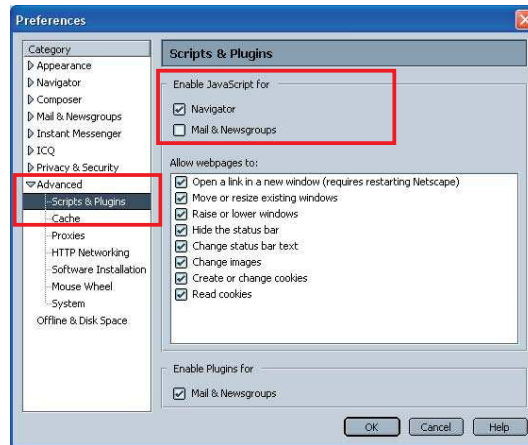 Preferences
Category
Appearance
Navigator
Composer
Mail & Newsgroups
Instant Messenger
ICQ
Privacy & Security
Advanced
Scripts & Plugins
Cache
Proxies
HTTP Networking
Software Installation
Mouse Wheel
System
Offline & Disk Space
Scripts & Plugins
Enable JavaScript for
Navigator
Mail & Newsgroups
Allow webpages to:
Open a link in a new window (requires restarting Netscape)
Move or resize existing windows
Raise or lower windows
Hide the status bar
Change status bar text
Change images
Create or change cookies
Read cookies
Enable Plugins for
Mail & Newsgroups
OK
Cancel
Help